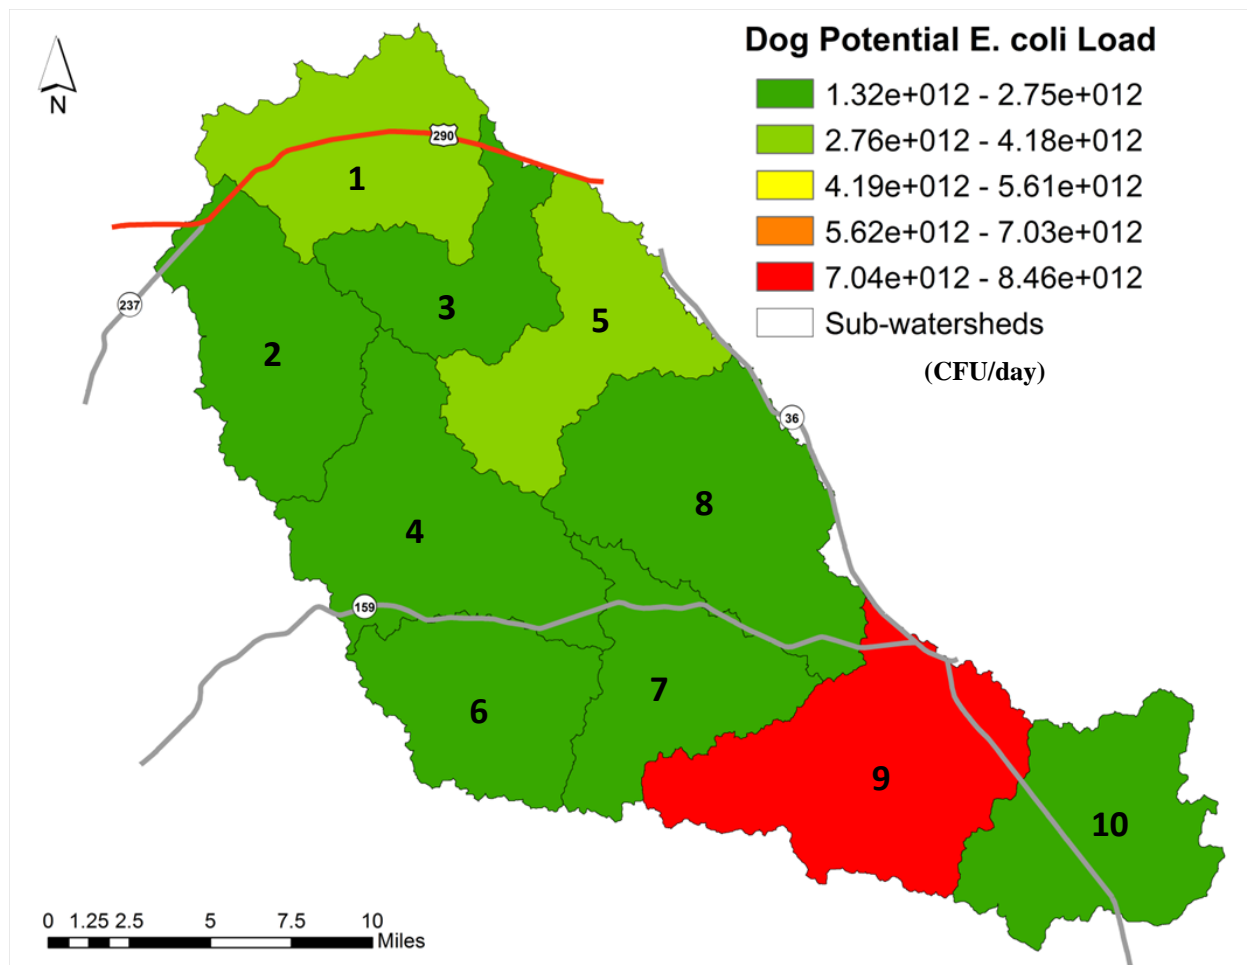 Dog Potential E. coli Load
1.32e+012 - 2.75e+012
2.76e+012 - 4.18e+012
4.19e+012 - 5.61e+012
5.62e+012 - 7.03e+012
7.04e+012 - 8.46e+012
Sub-watersheds
(CFU/day)
N
290
1
237
3
5
2
36
8
4
159
7
6
9
10
0 1.25 2.5 5 7.5 10
Miles